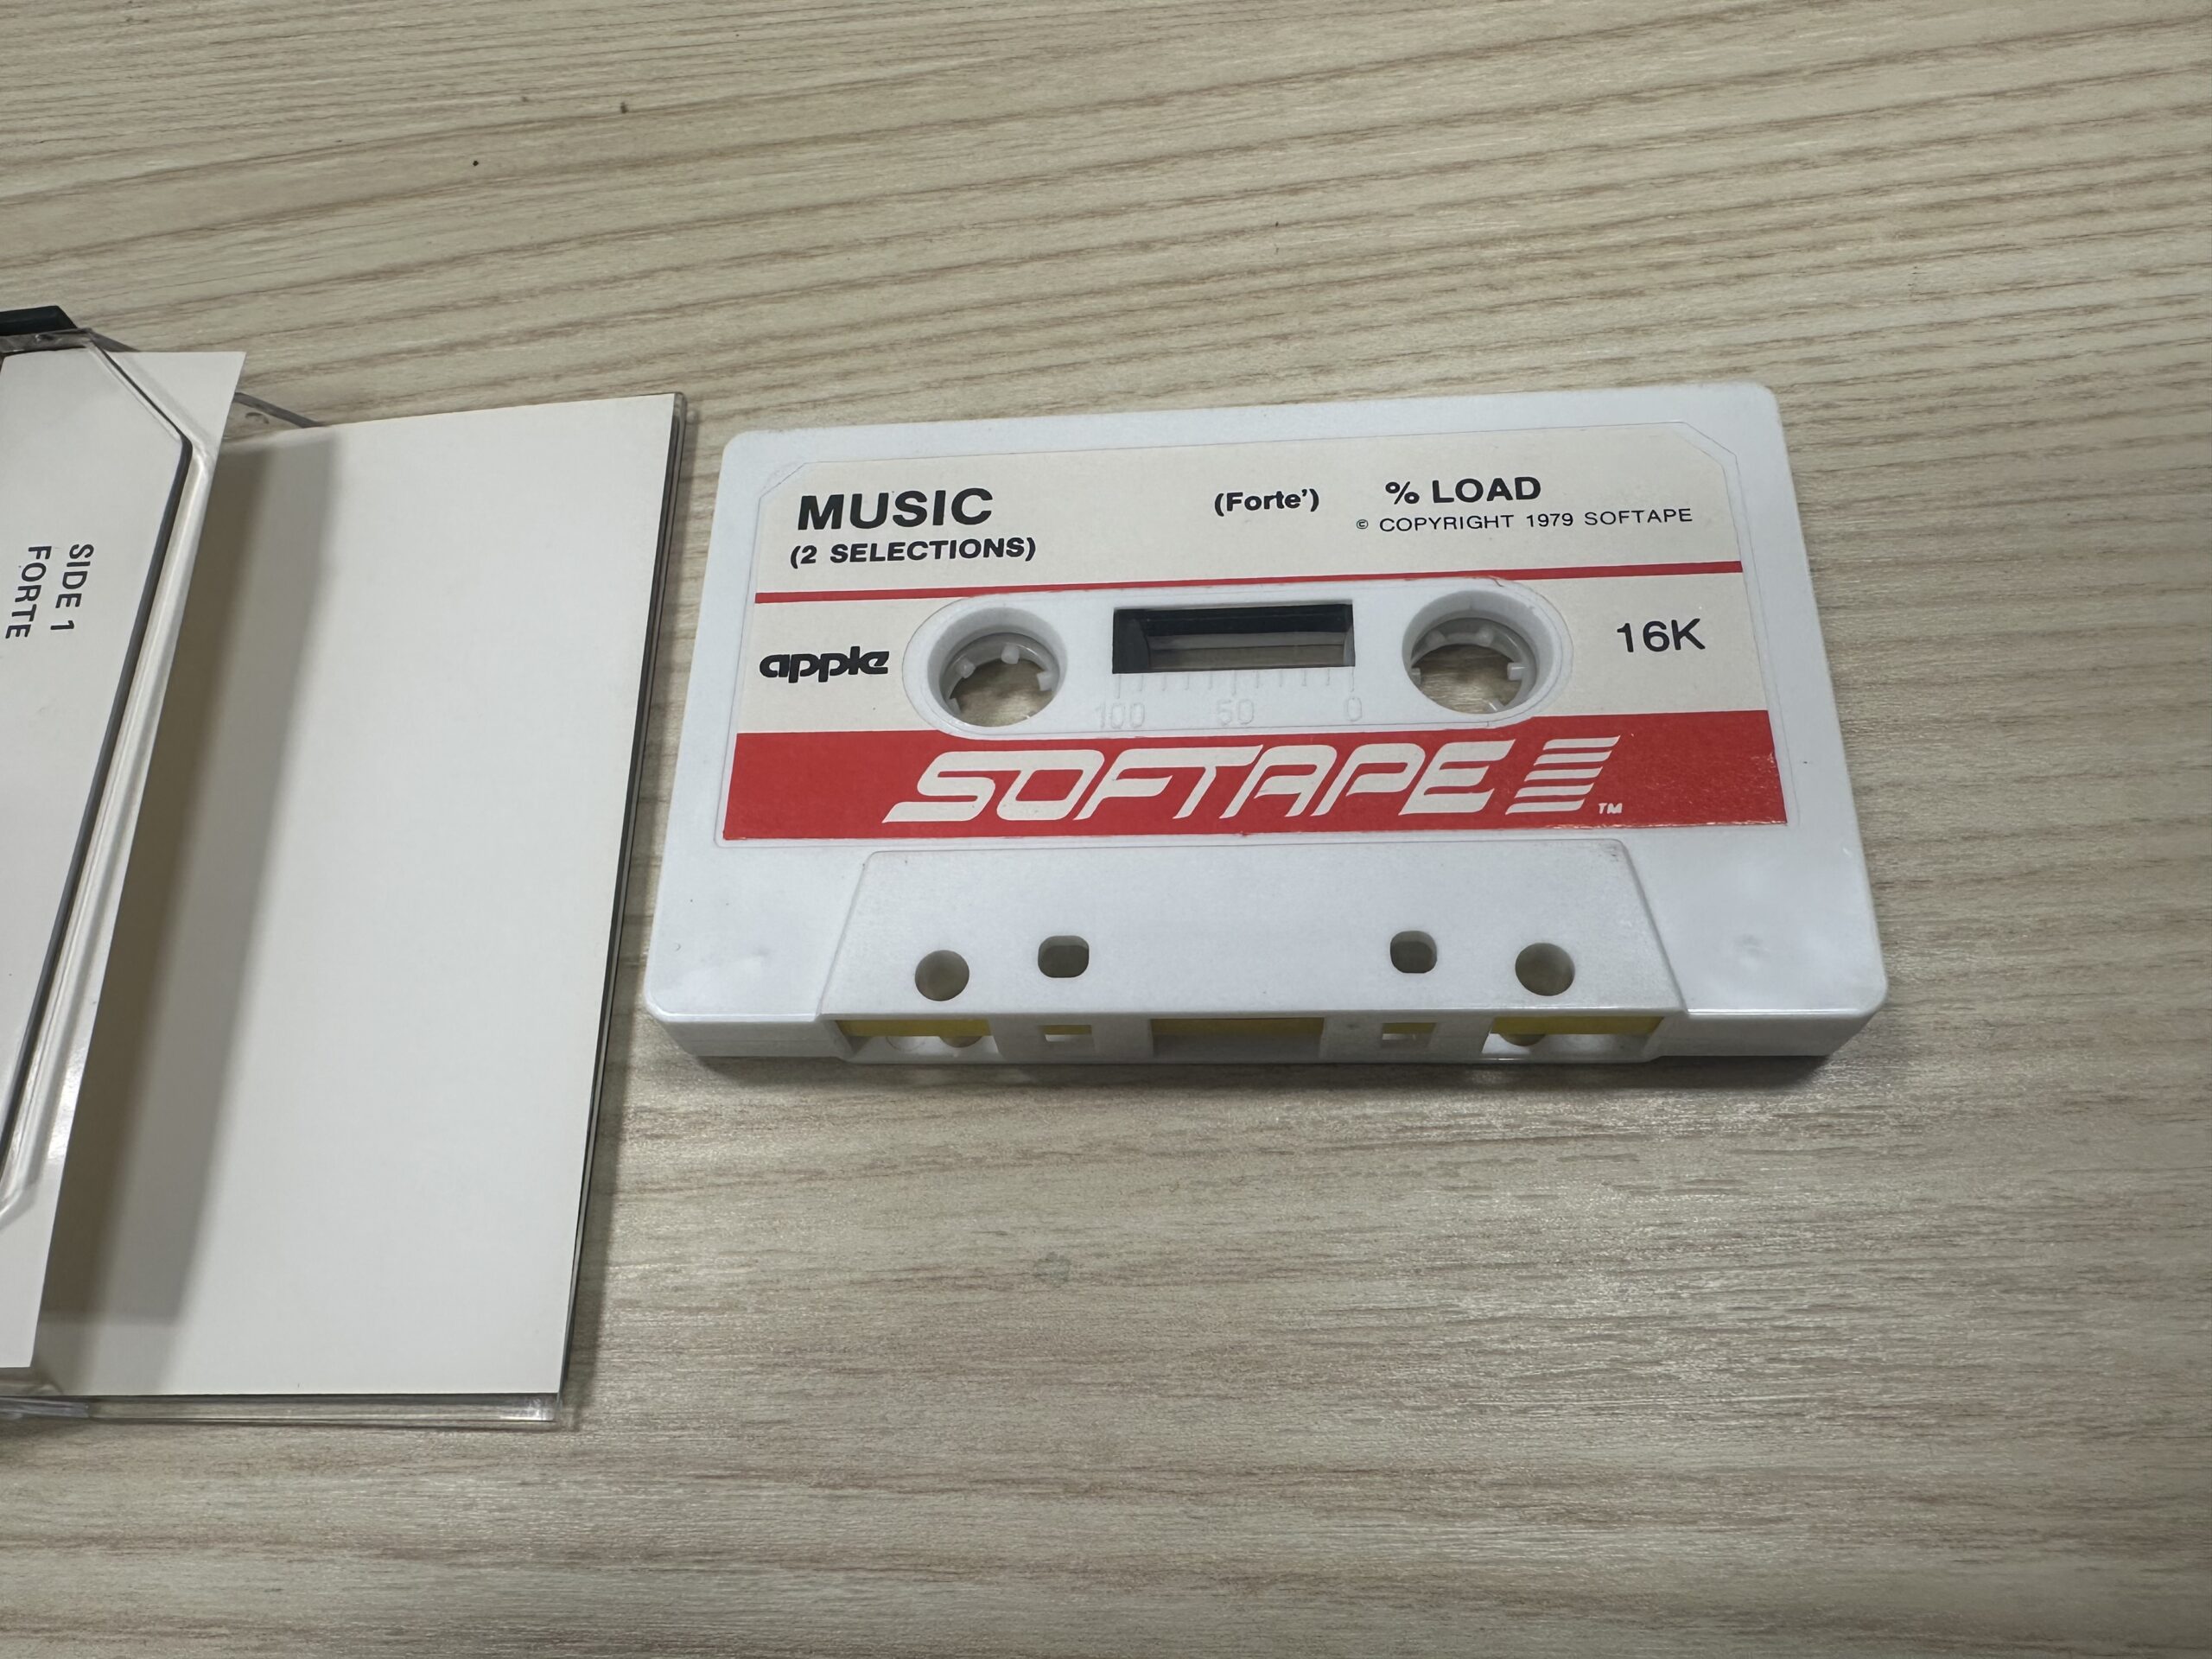 SIDE 1
FORTE
MUSIC
(2 SELECTIONS)
(Forte')
% LOAD
© COPYRIGHT 1979 SOFTAPE
apple
16K
100 50 0
SOFTAPE TM